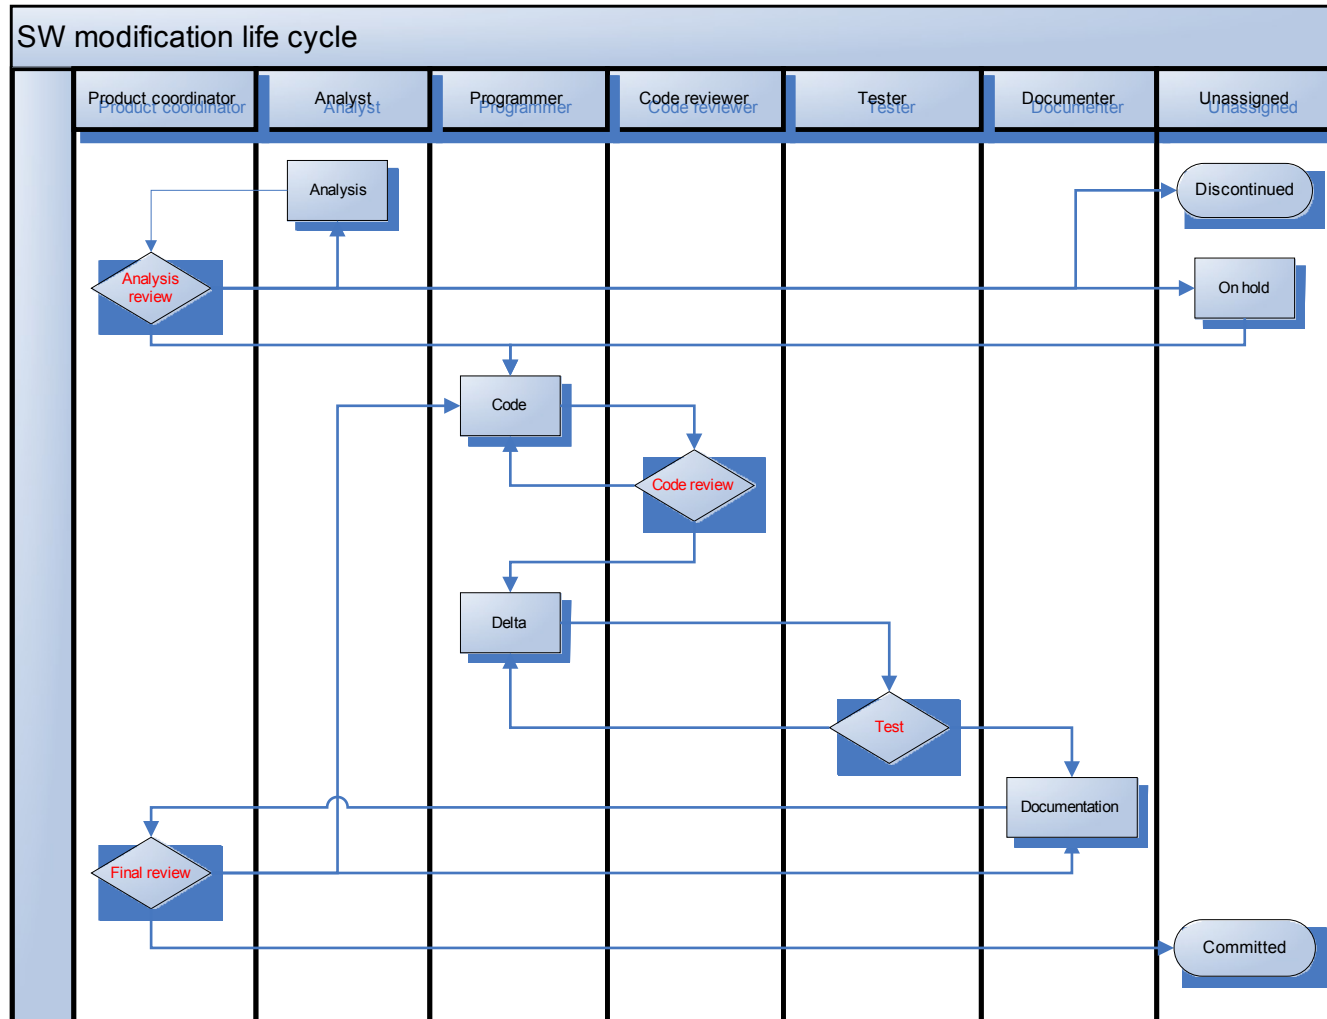 SW modification life cycle
Product coordinator
Analyst
Programmer
Code reviewer
Tester
Documenter
Unassigned
Analysis
Discontinued
Analysis
review
On hold
Code
Code review
Delta
Test
Documentation
Final review
Committed